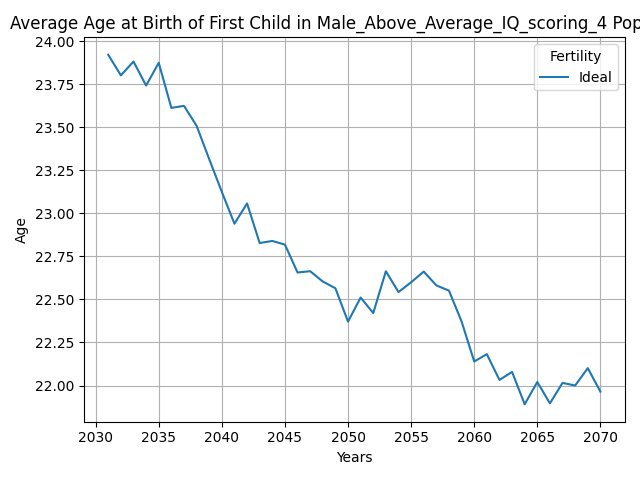 Average Age at Birth of First Child in Male_Above_Average_IQ_scoring_4 Pop
24.00
23.75
23.50
23.25
23.00
22.75
22.50
22.25
22.00
Age
Fertility
Ideal
2030 2035 2040 2045 2050 2055 2060 2065 2070
Years